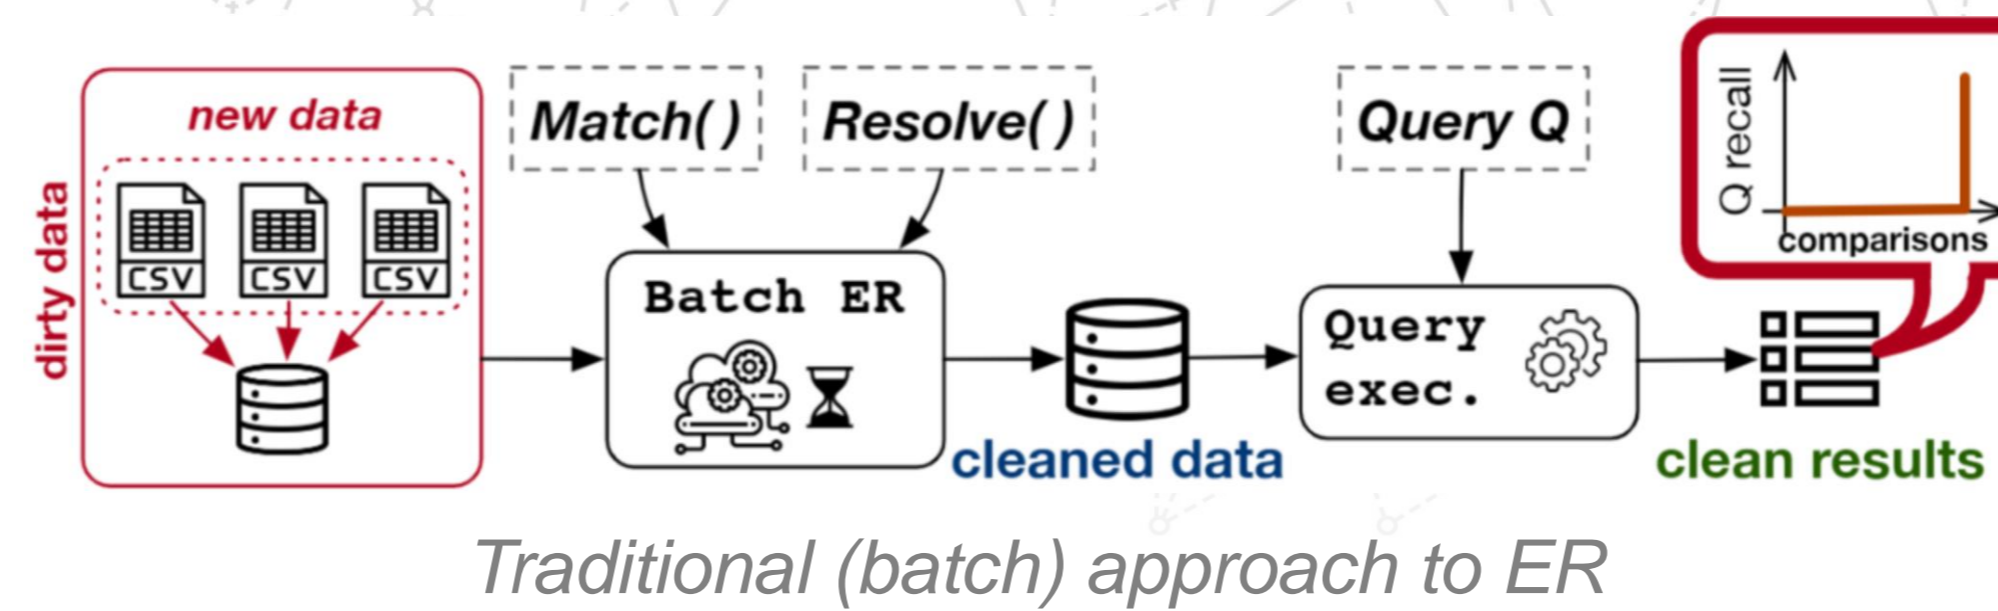 new data
dirty data
CSV
CSV
CSV
Match( )
Resolve( )
Batch ER
cleaned data
Query Q
Query
exec.
Q recall
comparisons
clean results
Traditional (batch) approach to ER